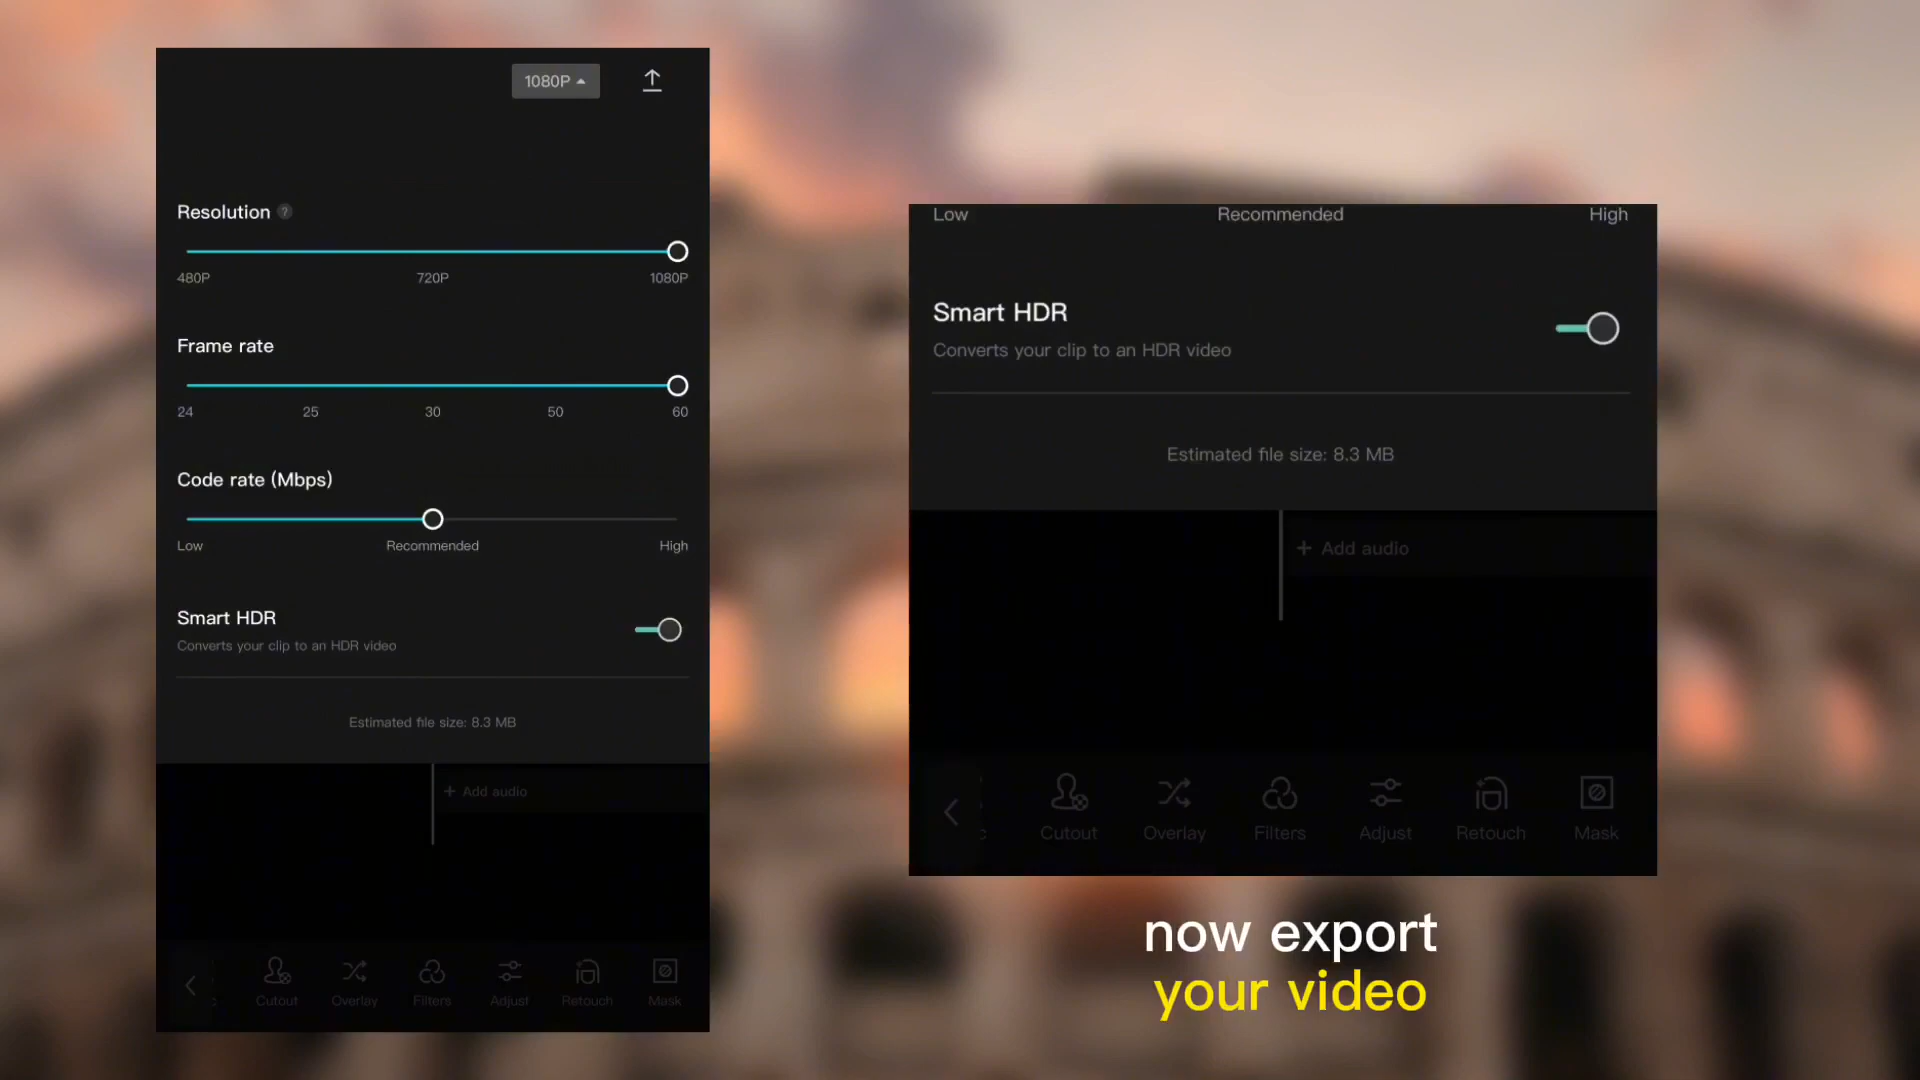 1080P
Resolution ?
480P 720P 1080P
Frame rate
24 25 30 50 60
Code rate (Mbps)
Low Recommended High
Smart HDR
Converts your clip to an HDR video
Estimated file size: 8.3 MB
+ Add audio
Cutout Overlay Filters Adjust Retouch Mask
Low Recommended High
Smart HDR
Converts your clip to an HDR video
Estimated file size: 8.3 MB
+ Add audio
Cutout Overlay Filters Adjust Retouch Mask
now export
your video